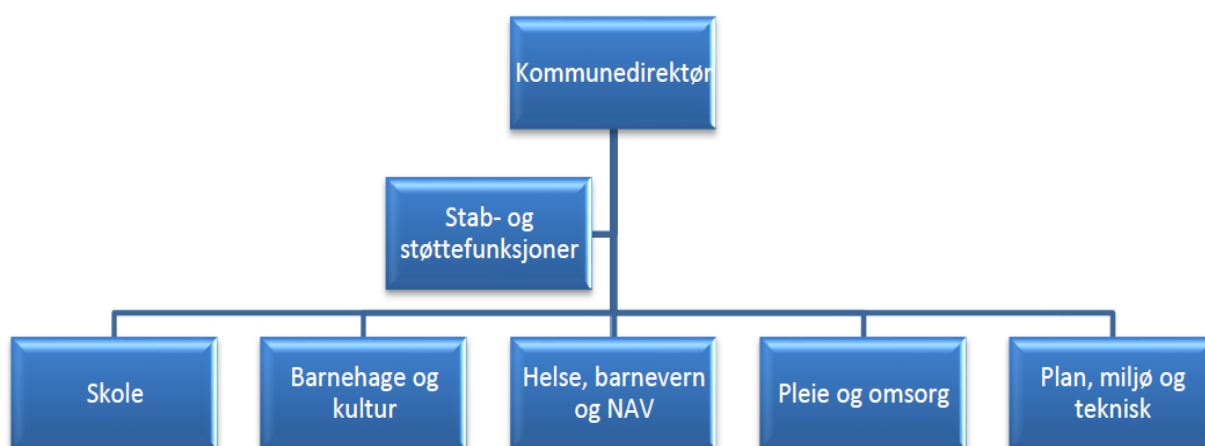 Kommunedirektør
Stab- og
støttefunksjoner
Skole
Barnehage og
kultur
Helse, barnevern
og NAV
Pleie og omsorg
Plan, miljø og
teknisk